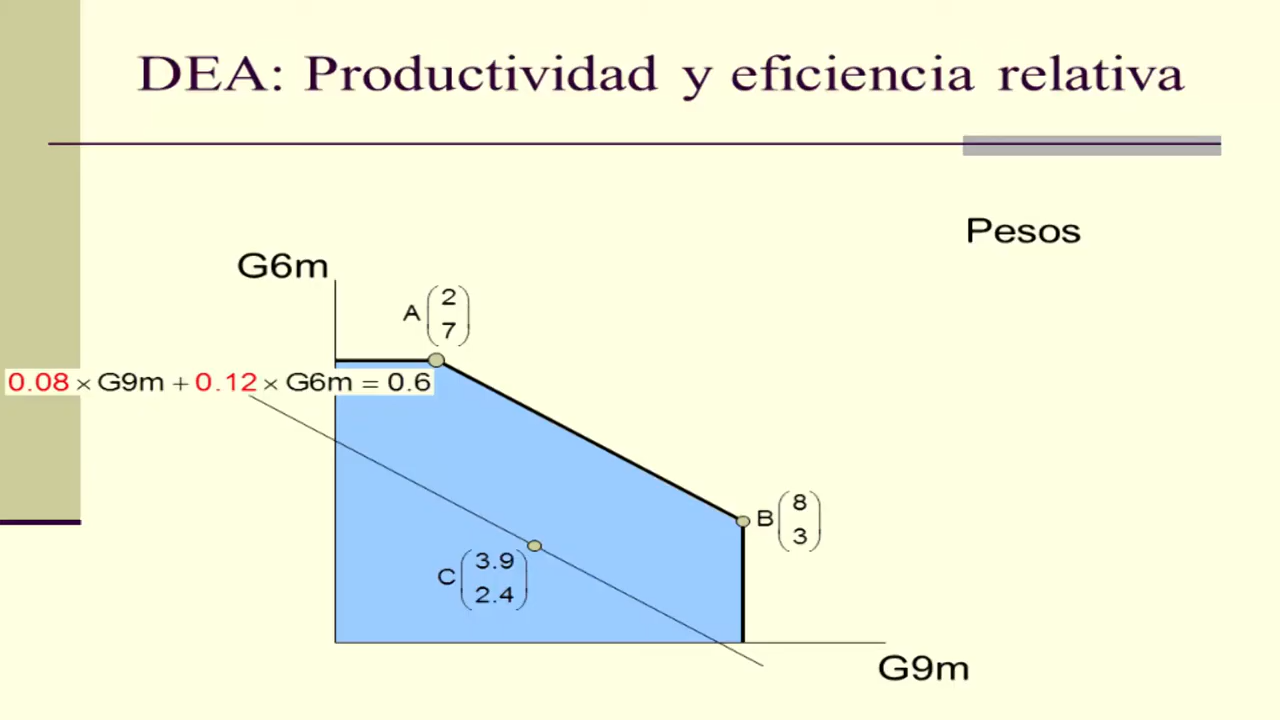 DEA: Productividad y eficiencia relativa
Pesos
G6m
A (2
7)
0.08 × G9m + 0.12 × G6m = 0.6
B (8
3)
C (3.9
2.4)
G9m